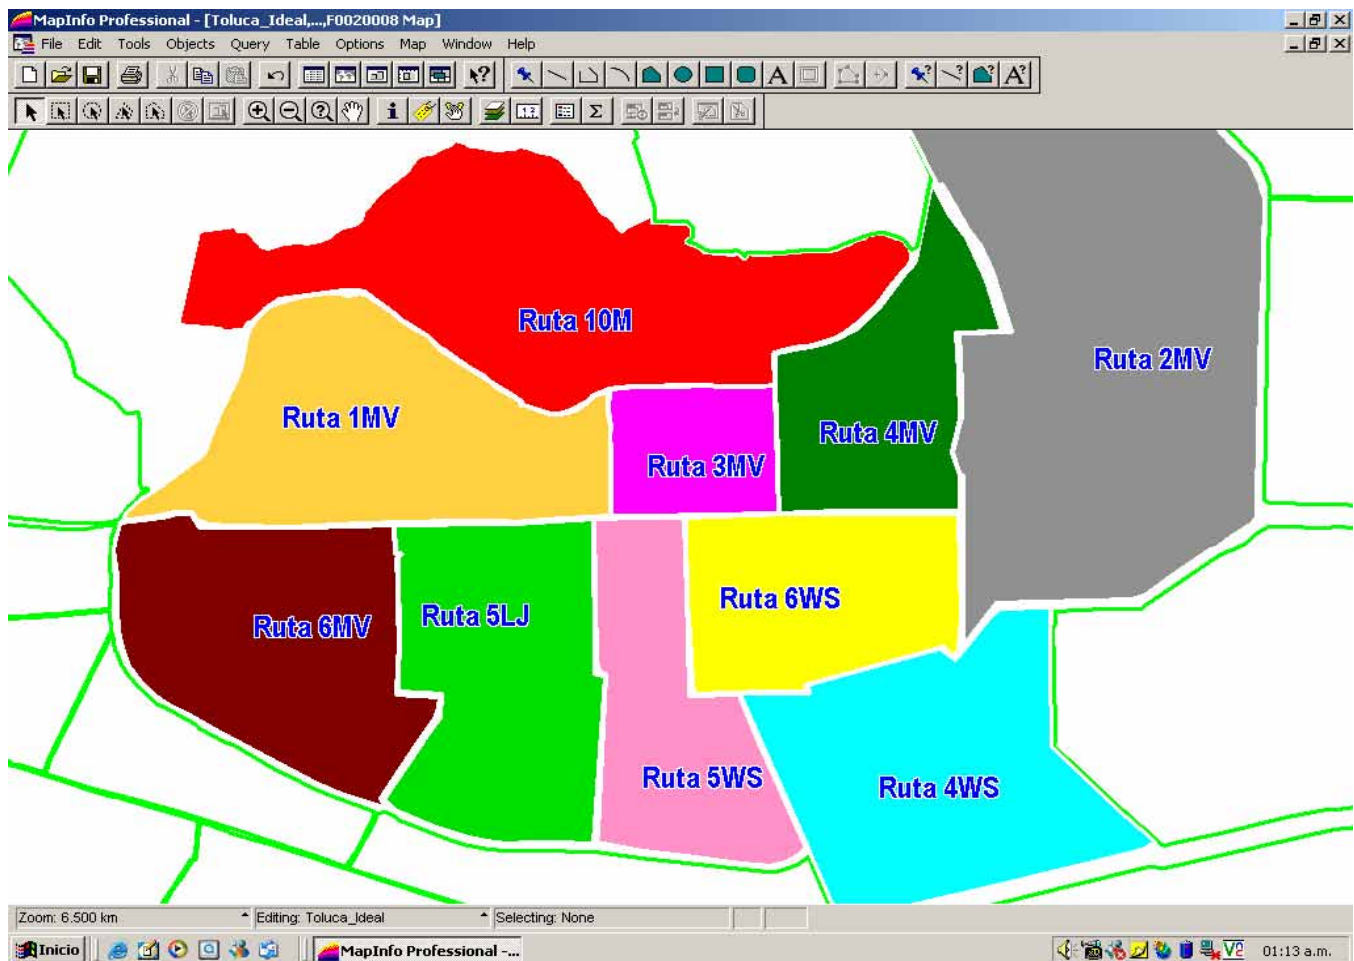 MapInfo Professional - [Toluca_Ideal,...,F0020008 Map]
File Edit Tools Objects Query Table Options Map Window Help
Ruta 10M
Ruta 2MV
Ruta 1MV
Ruta 4MV
Ruta 3MV
Ruta 6WS
Ruta 5LJ
Ruta 6MV
Ruta 5WS
Ruta 4WS
Zoom: 6.500 km Editing: Toluca_Ideal Selecting: None
Inicio MapInfo Professional -... 01:13 a.m.